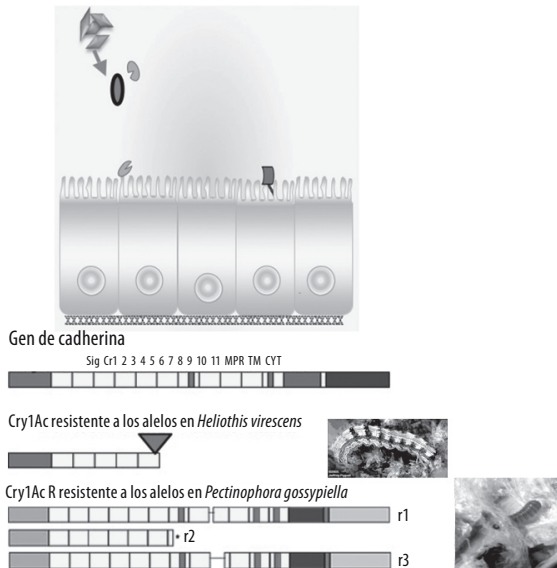 Gen de cadherina
Sig Cr1 2 3 4 5 6 7 8 9 10 11 MPR TM CYT
Cry1Ac resistente a los alelos en Heliothis virescens
Cry1Ac R resistente a los alelos en Pectinophora gossypiella
r1
* r2
r3